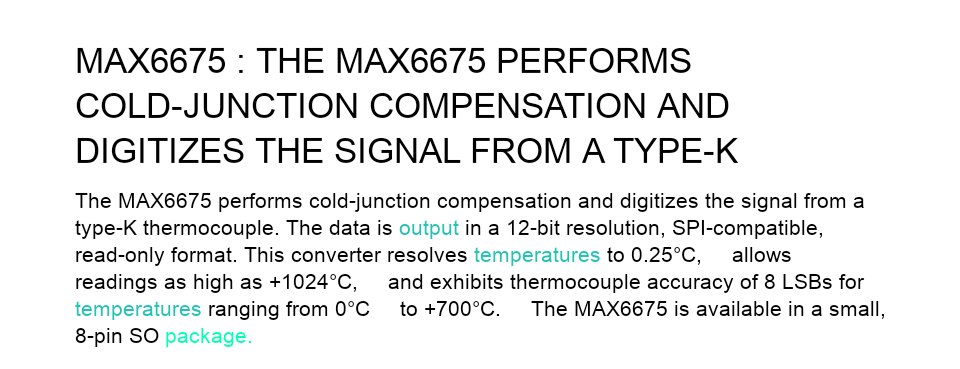 MAX6675 : THE MAX6675 PERFORMS
COLD-JUNCTION COMPENSATION AND
DIGITIZES THE SIGNAL FROM A TYPE-K
The MAX6675 performs cold-junction compensation and digitizes the signal from a
type-K thermocouple. The data is output in a 12-bit resolution, SPI-compatible,
read-only format. This converter resolves temperatures to 0.25°C, allows
readings as high as +1024°C, and exhibits thermocouple accuracy of 8 LSBs for
temperatures ranging from 0°C to +700°C. The MAX6675 is available in a small,
8-pin SO package.